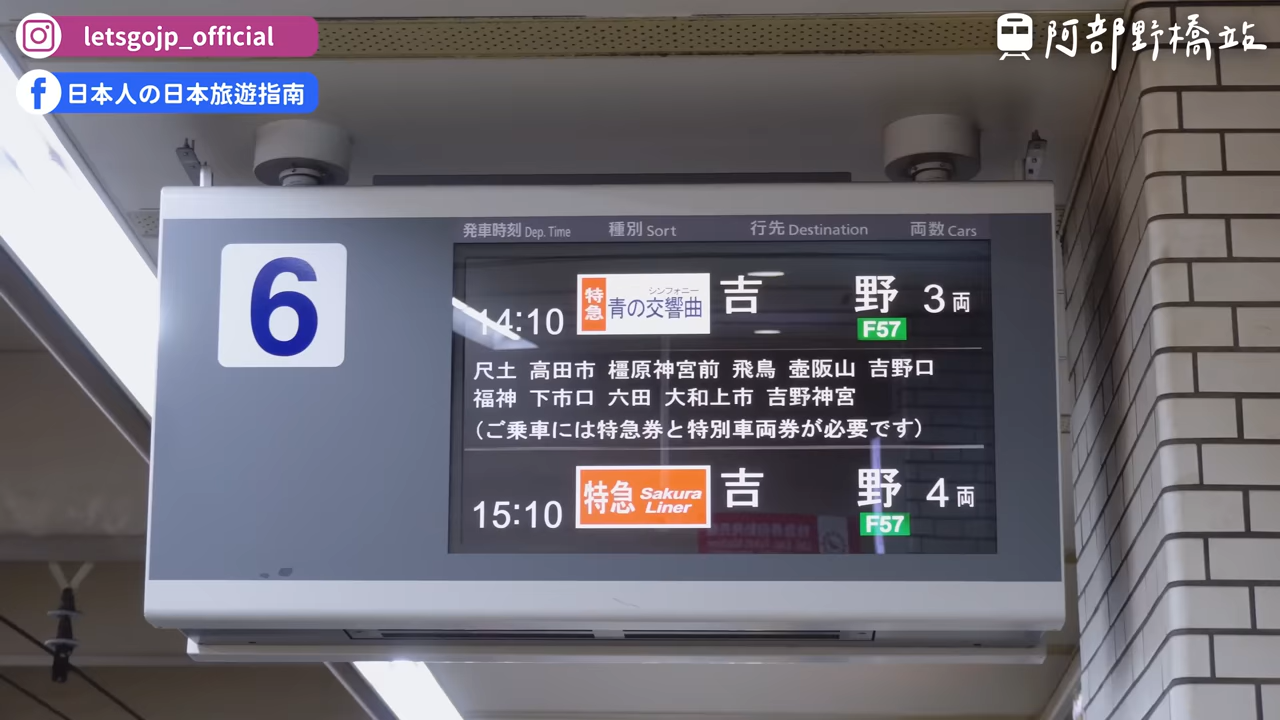 letsgojp_official
日本人の日本旅遊指南
阿部野橋站
6
発車時刻 Dep. Time 種別 Sort 行先 Destination 両数 Cars
14:10 特急 シンフォニー 青の交響曲 吉野 F57 3両
尺土 高田市 橿原神宮前 飛鳥 壺阪山 吉野口
福神 下市口 六田 大和上市 吉野神宮
(ご乗車には特急券と特別車両券が必要です)
15:10 特急 Sakura Liner 吉野 F57 4両